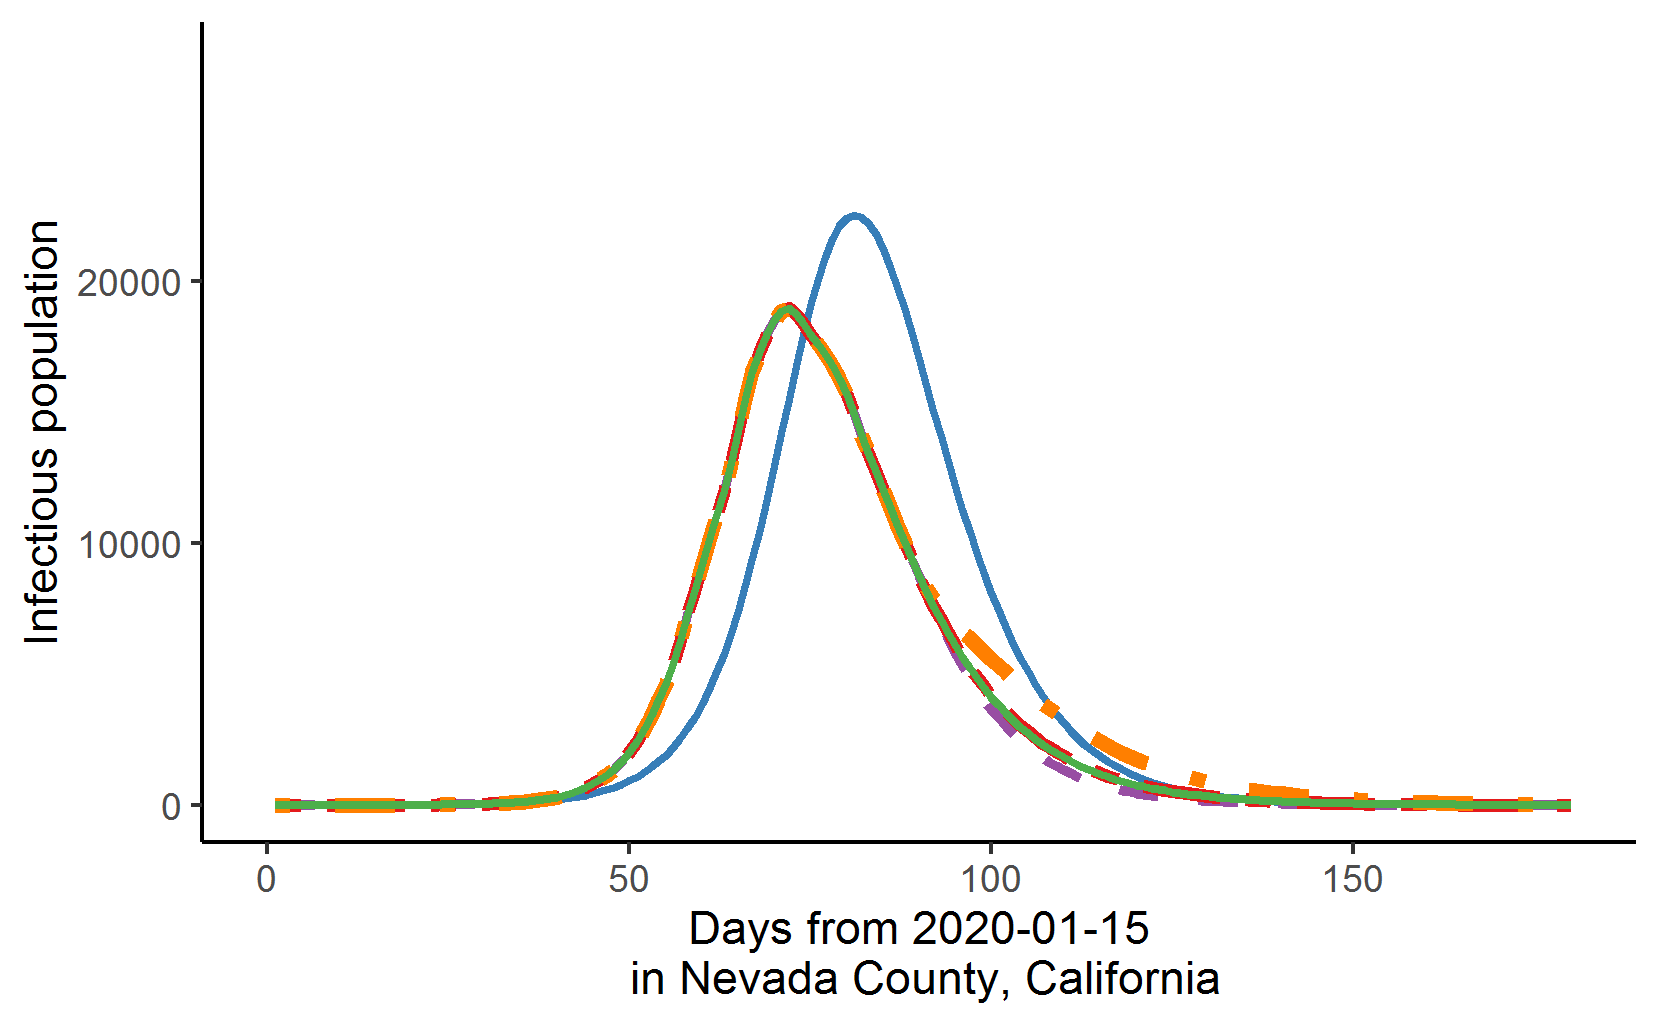 Infectious population
20000
10000
0
0 50 100 150
Days from 2020-01-15
in Nevada County, California